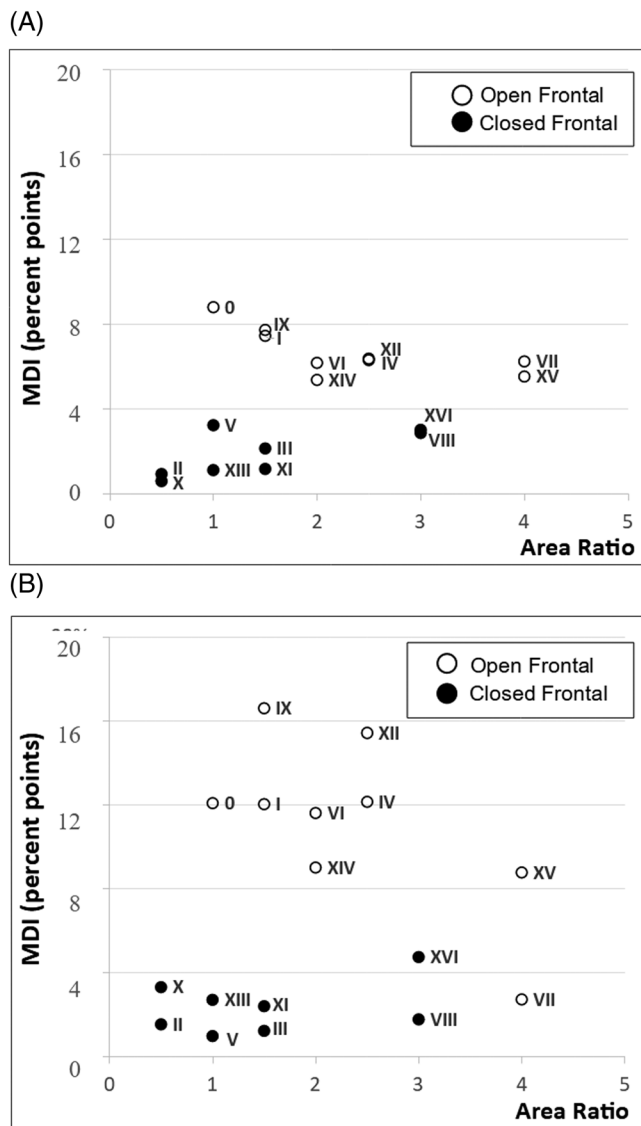 (A)
20
16
12
8
4
0
MDI (percent points)
Open Frontal
Closed Frontal
0
IX
I
VI
XIV
XII
IV
VII
XV
V
II
X
XIII
III
XI
XVI
VIII
0 1 2 3 4 5
Area Ratio
(B)
20
16
12
8
4
0
MDI (percent points)
Open Frontal
Closed Frontal
IX
XII
0
I
VI
IV
XIV
XV
XVI
X
XIII
XI
VII
II
V
III
VIII
0 1 2 3 4 5
Area Ratio